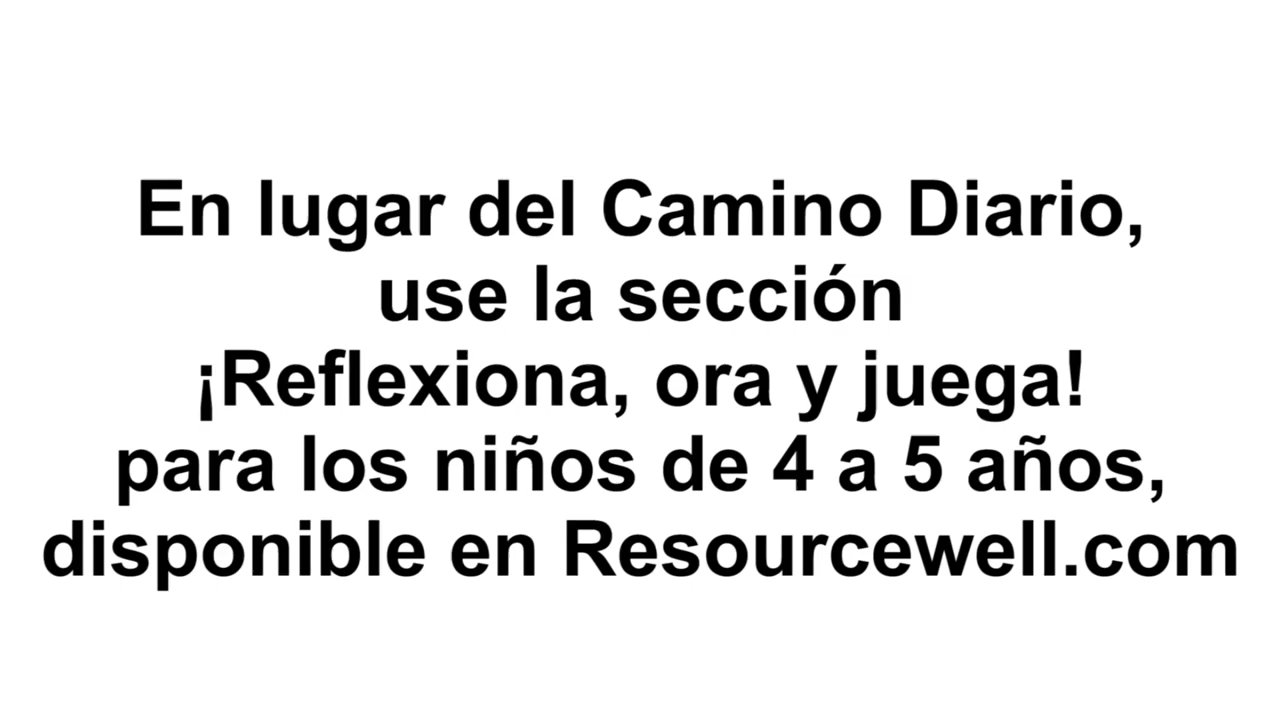 En lugar del Camino Diario,
use la sección
¡Reflexiona, ora y juega!
para los niños de 4 a 5 años,
disponible en Resourcewell.com